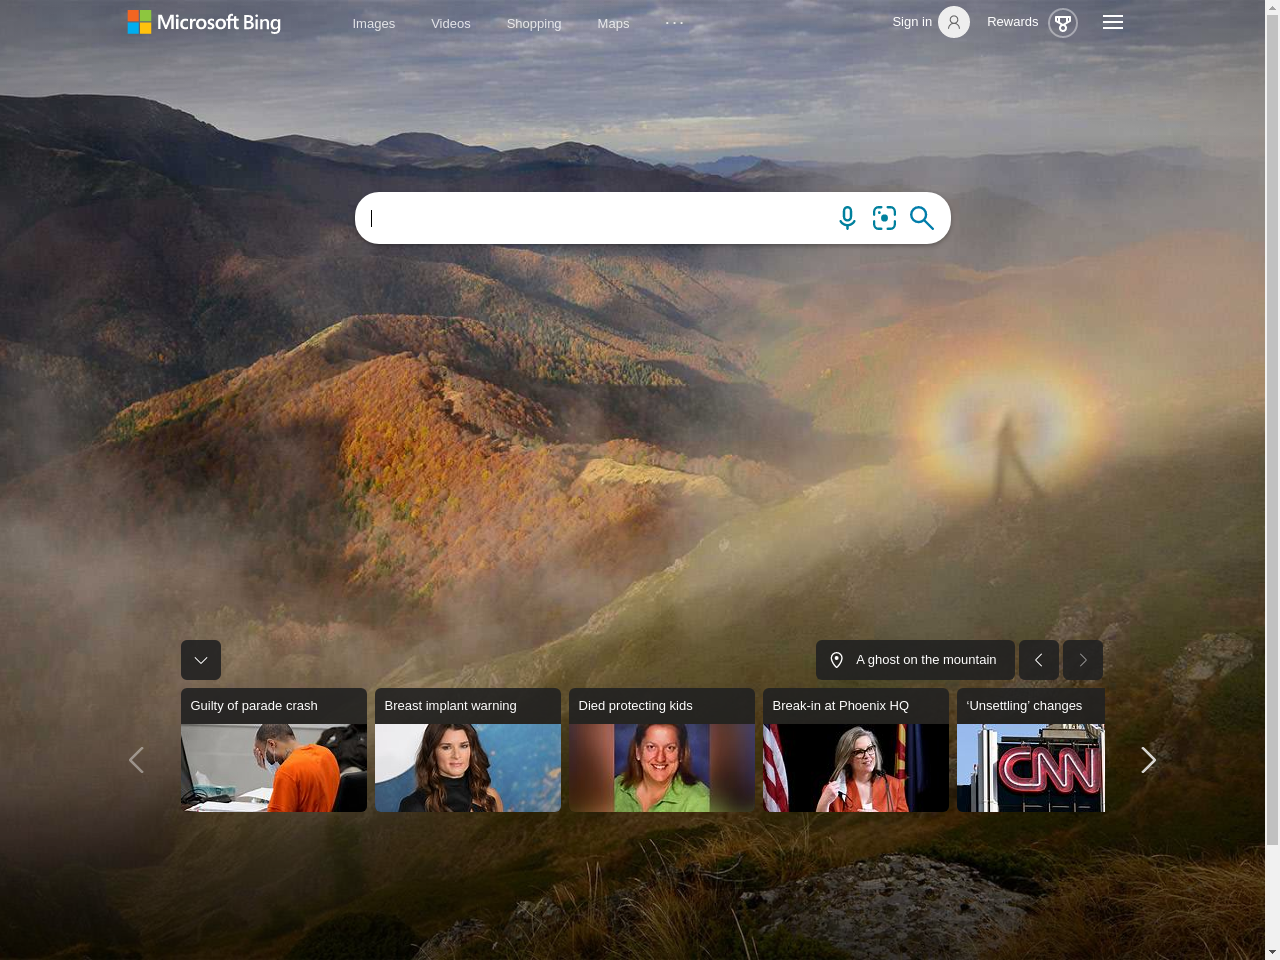 Microsoft Bing
Images Videos Shopping Maps ...
Sign in Rewards
A ghost on the mountain
Guilty of parade crash
Breast implant warning
Died protecting kids
Break-in at Phoenix HQ
‘Unsettling’ changes
CNN